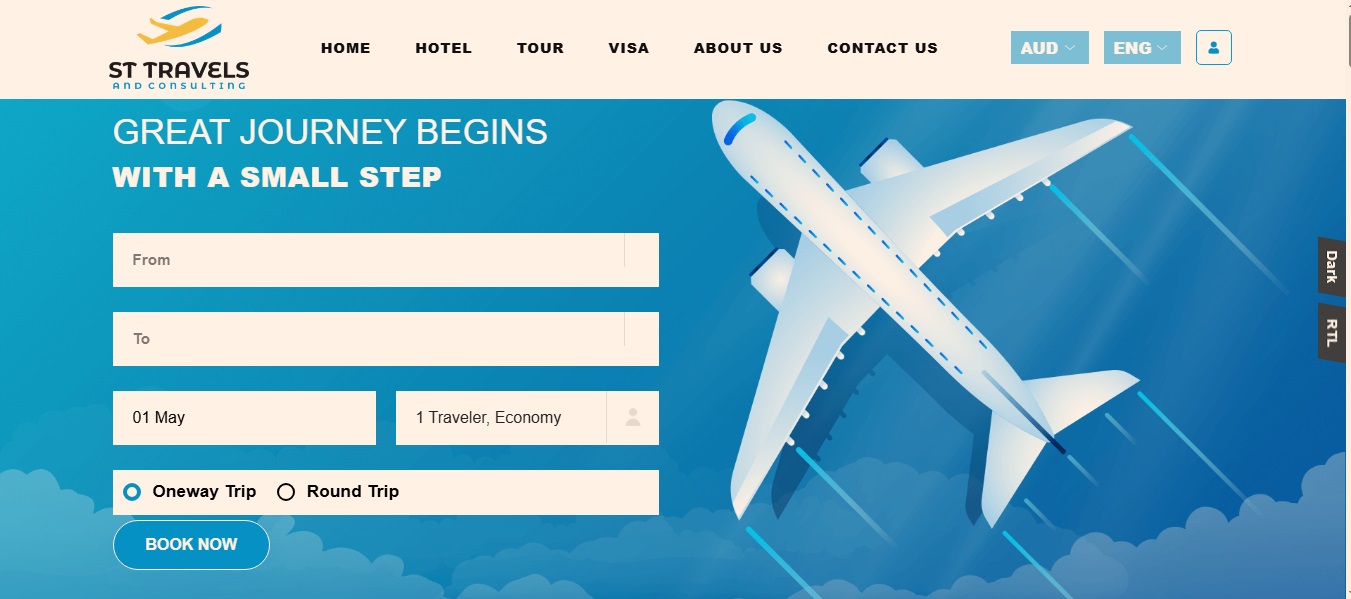 ST TRAVELS
AND CONSULTING
HOME HOTEL TOUR VISA ABOUT US CONTACT US
AUD ENG
GREAT JOURNEY BEGINS
WITH A SMALL STEP
From
To
01 May 1 Traveler, Economy
Oneway Trip Round Trip
BOOK NOW
Dark
RTL